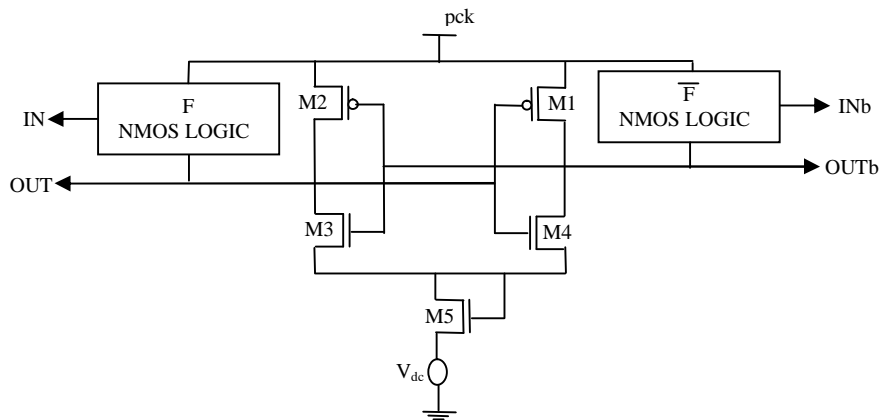 pck
F
NMOS LOGIC
M2
M1
F̅
NMOS LOGIC
IN
INb
OUT
OUTb
M3
M4
M5
Vdc